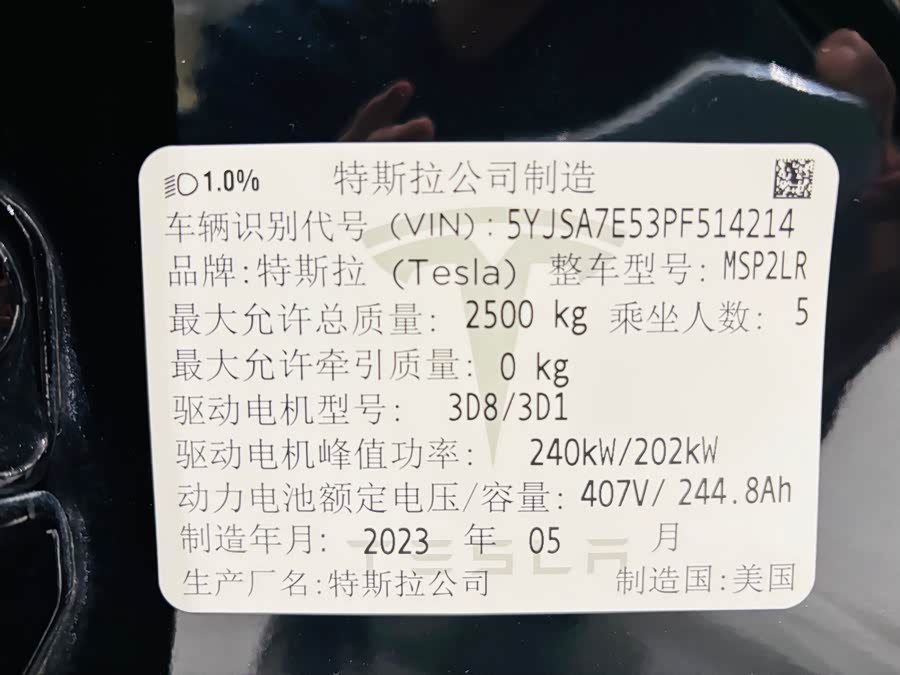 1.0% 特斯拉公司制造
车辆识别代号 (VIN): 5YJSA7E53PF514214
品牌:特斯拉 (Tesla) 整车型号: MSP2LR
最大允许总质量: 2500 kg 乘坐人数: 5
最大允许牵引质量: 0 kg
驱动电机型号: 3D8/3D1
驱动电机峰值功率: 240kW/202kW
动力电池额定电压/容量: 407V/ 244.8Ah
制造年月: 2023 年 05 月
TESLA
生产厂名:特斯拉公司 制造国:美国